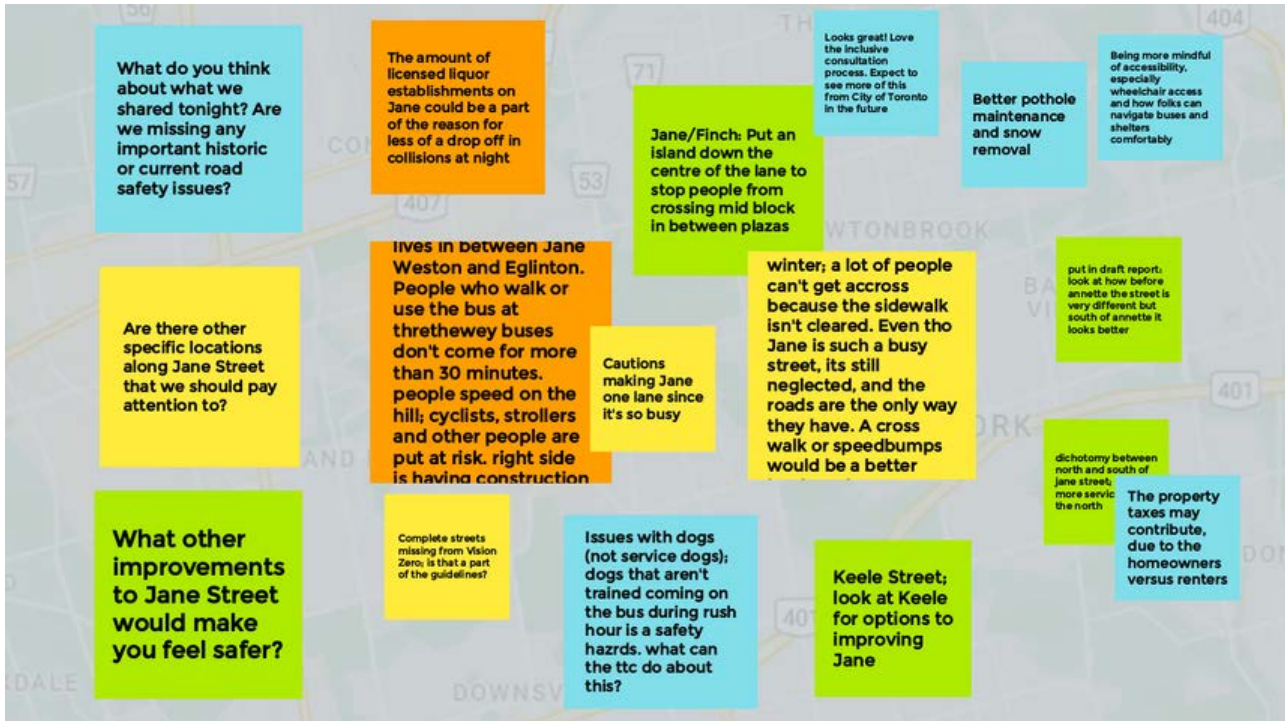 What do you think
about what we
shared tonight? Are
we missing any
important historic
or current road
safety issues?
The amount of
licensed liquor
establishments on
Jane could be a part
of the reason for
less of a drop off in
collisions at night
Jane/Finch: Put an
island down the
centre of the lane to
stop people from
crossing mid block
in between plazas
Looks great! Love
the inclusive
consultation
process. Expect to
see more of this
from City of Toronto
in the future
Better pothole
maintenance
and snow
removal
Being more mindful
of accessibility,
especially
wheelchair access
and how folks can
navigate buses and
shelters
comfortably
Are there other
specific locations
along Jane Street
that we should pay
attention to?
lives in between Jane
Weston and Eglinton.
People who walk or
use the bus at
threthewey buses
don't come for more
than 30 minutes.
people speed on the
hill; cyclists, strollers
and other people are
put at risk. right side
is having construction
Cautions
making Jane
one lane since
it's so busy
winter; a lot of people
can't get accross
because the sidewalk
isn't cleared. Even tho
Jane is such a busy
street, its still
neglected, and the
roads are the only way
they have. A cross
walk or speedbumps
would be a better
put in draft report:
look at how before
annette the street is
very different but
south of annette it
looks better
What other
improvements
to Jane Street
would make
you feel safer?
Complete streets
missing from Vision
Zero; is that a part
of the guidelines?
Issues with dogs
(not service dogs);
dogs that aren't
trained coming on
the bus during rush
hour is a safety
hazrds. what can
the ttc do about
this?
Keele Street;
look at Keele
for options to
improving
Jane
dichotomy between
north and south of
jane street;
more servic
the north
The property
taxes may
contribute,
due to the
homeowners
versus renters
404
71
53
57
407
WTONBROOK
401
401
DOWNSV
KDALE
DON